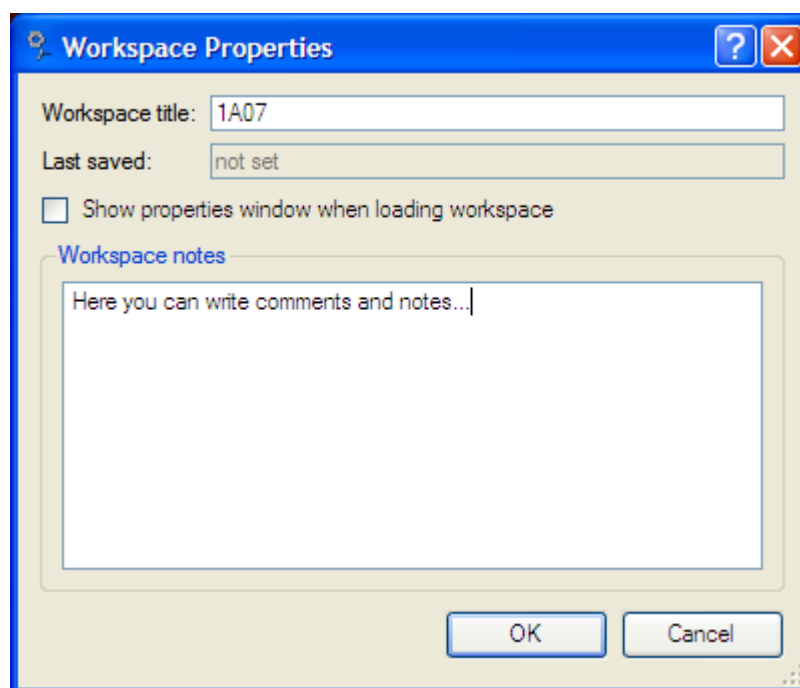 Workspace Properties
?
Workspace title: 1A07
Last saved: not set
Show properties window when loading workspace
Workspace notes
Here you can write comments and notes...
OK Cancel